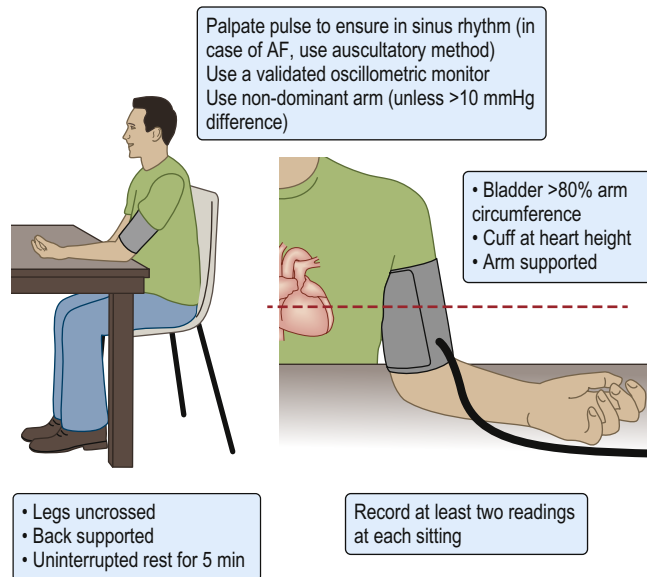 Palpate pulse to ensure in sinus rhythm (in
case of AF, use auscultatory method)
Use a validated oscillometric monitor
Use non-dominant arm (unless >10 mmHg
difference)
• Bladder >80% arm
circumference
• Cuff at heart height
• Arm supported
• Legs uncrossed
• Back supported
• Uninterrupted rest for 5 min
Record at least two readings
at each sitting